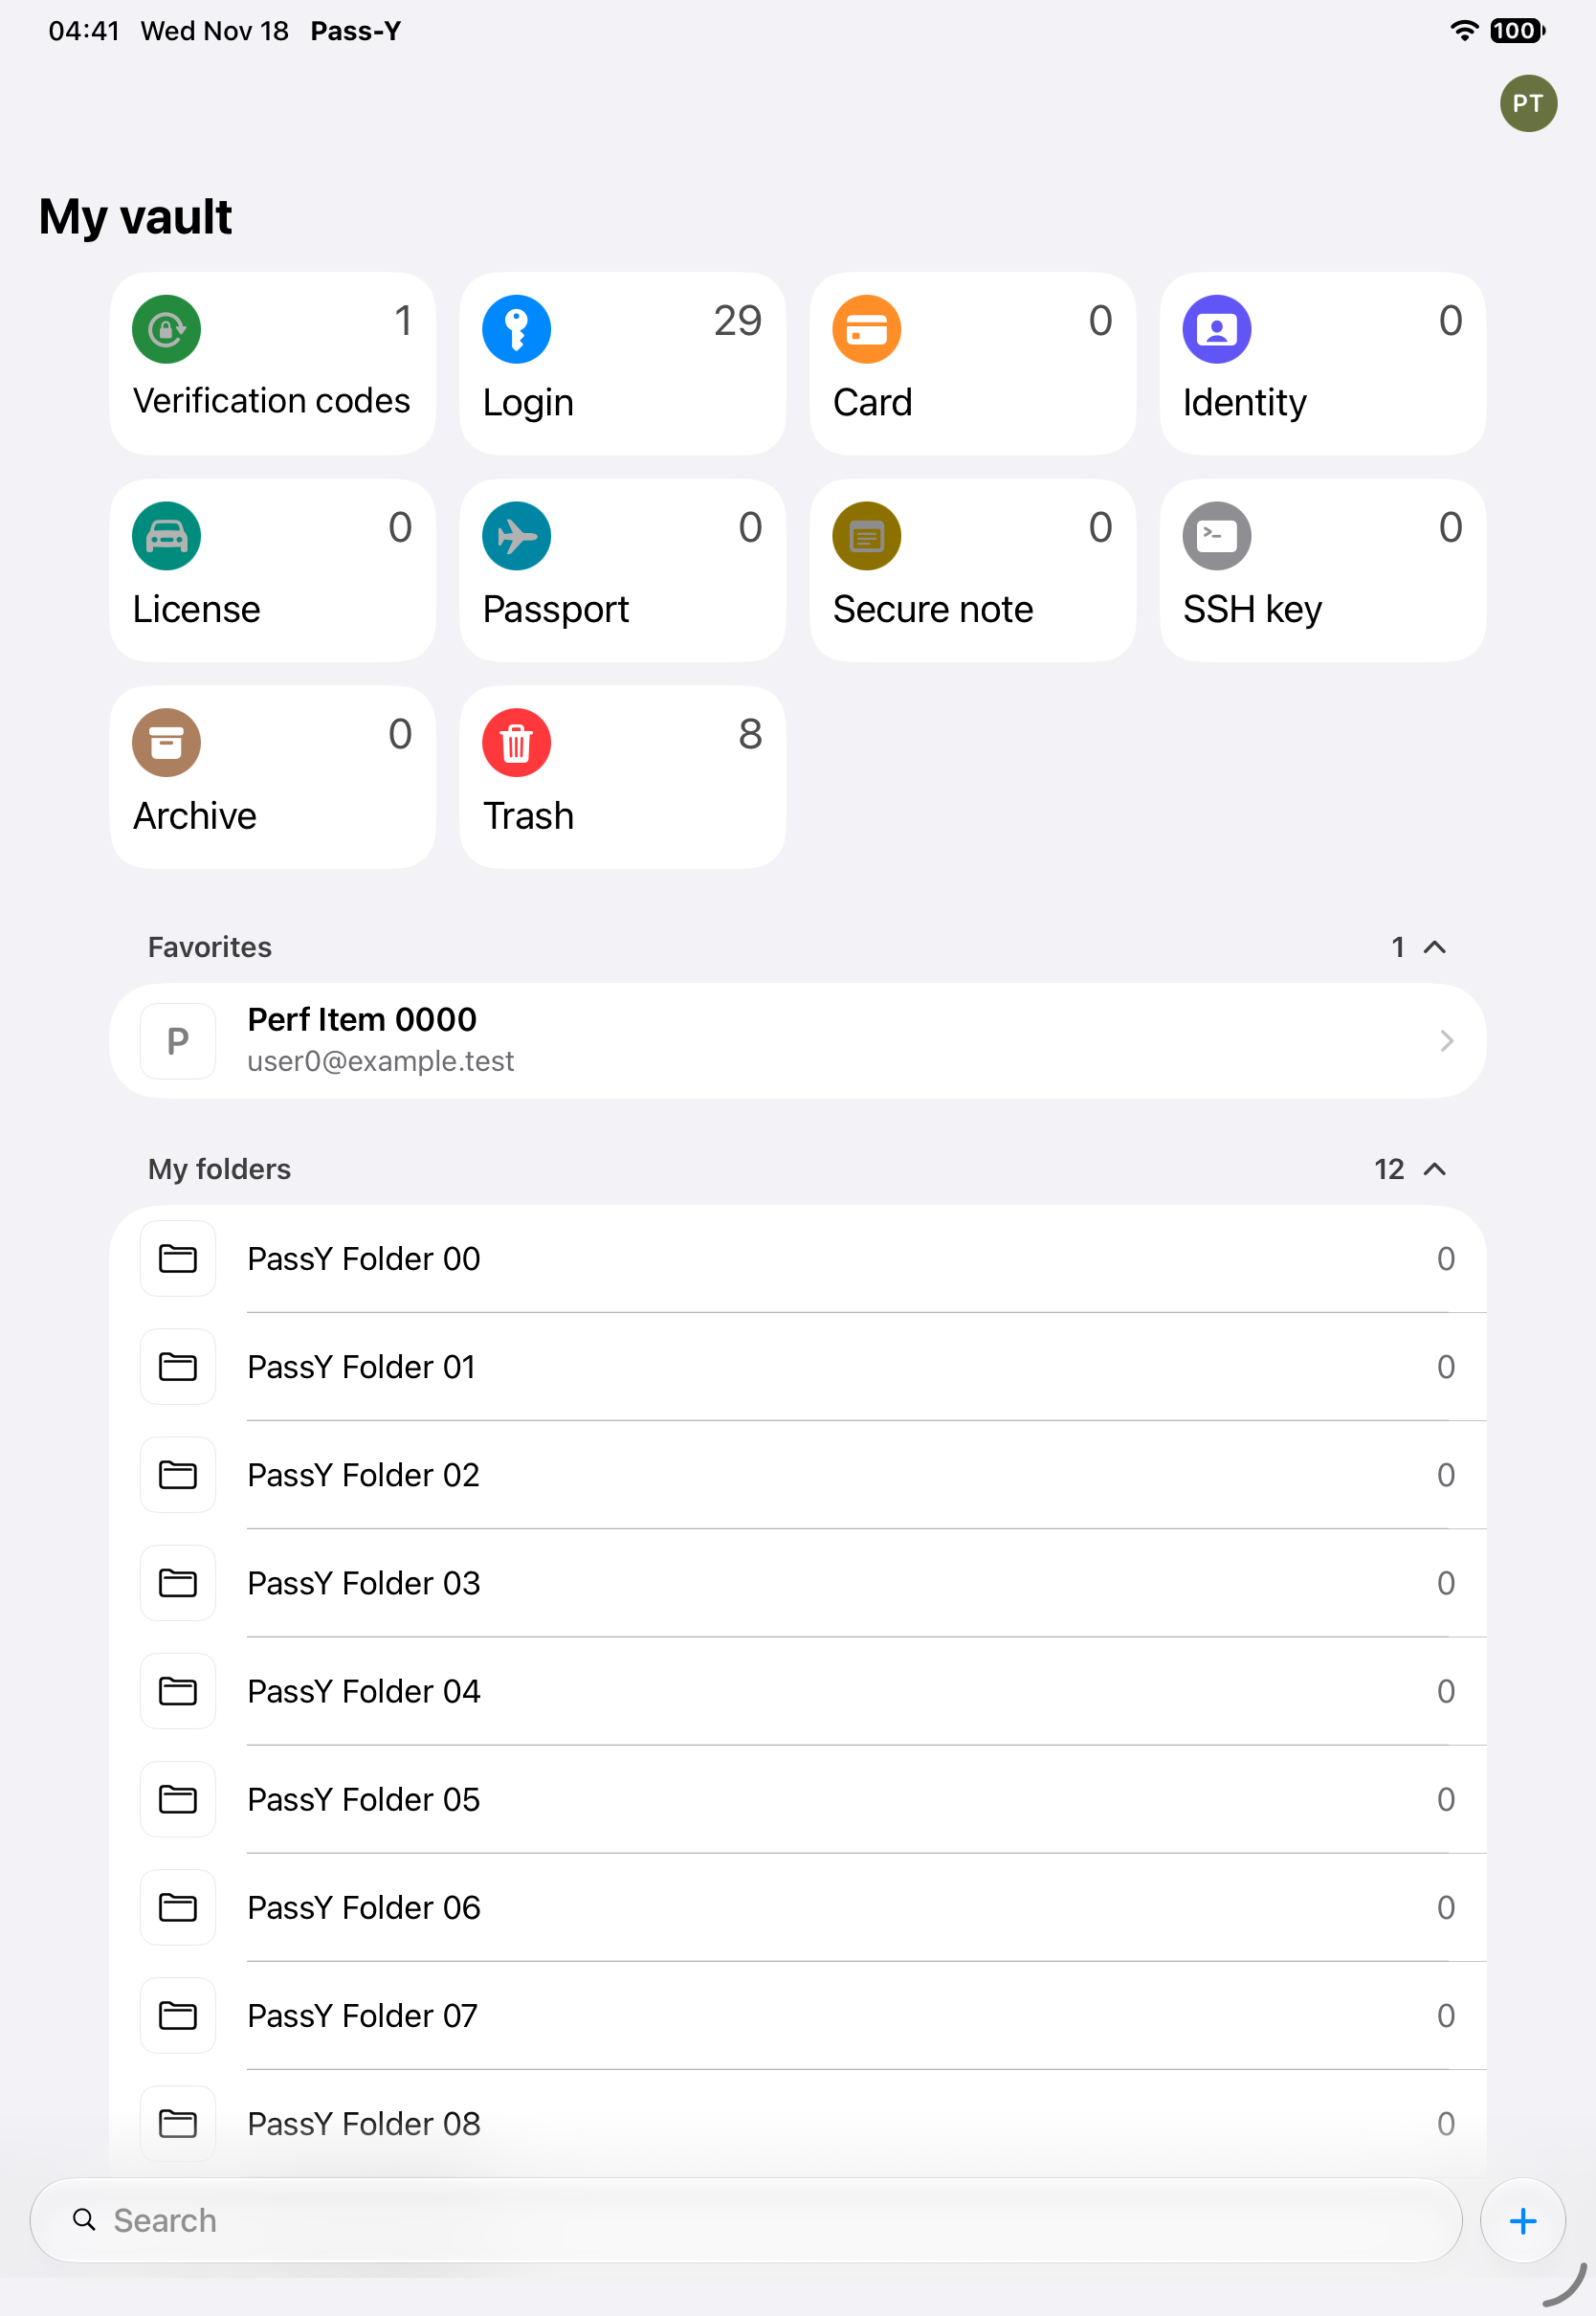 04:41 Wed Nov 18 Pass-Y 100
PT
My vault
1 29 0 0
Verification codes Login Card Identity
0 0 0 0
License Passport Secure note SSH key
0 8
Archive Trash
Favorites 1
P Perf Item 0000
user0@example.test
My folders 12
PassY Folder 00 0
PassY Folder 01 0
PassY Folder 02 0
PassY Folder 03 0
PassY Folder 04 0
PassY Folder 05 0
PassY Folder 06 0
PassY Folder 07 0
PassY Folder 08 0
Search